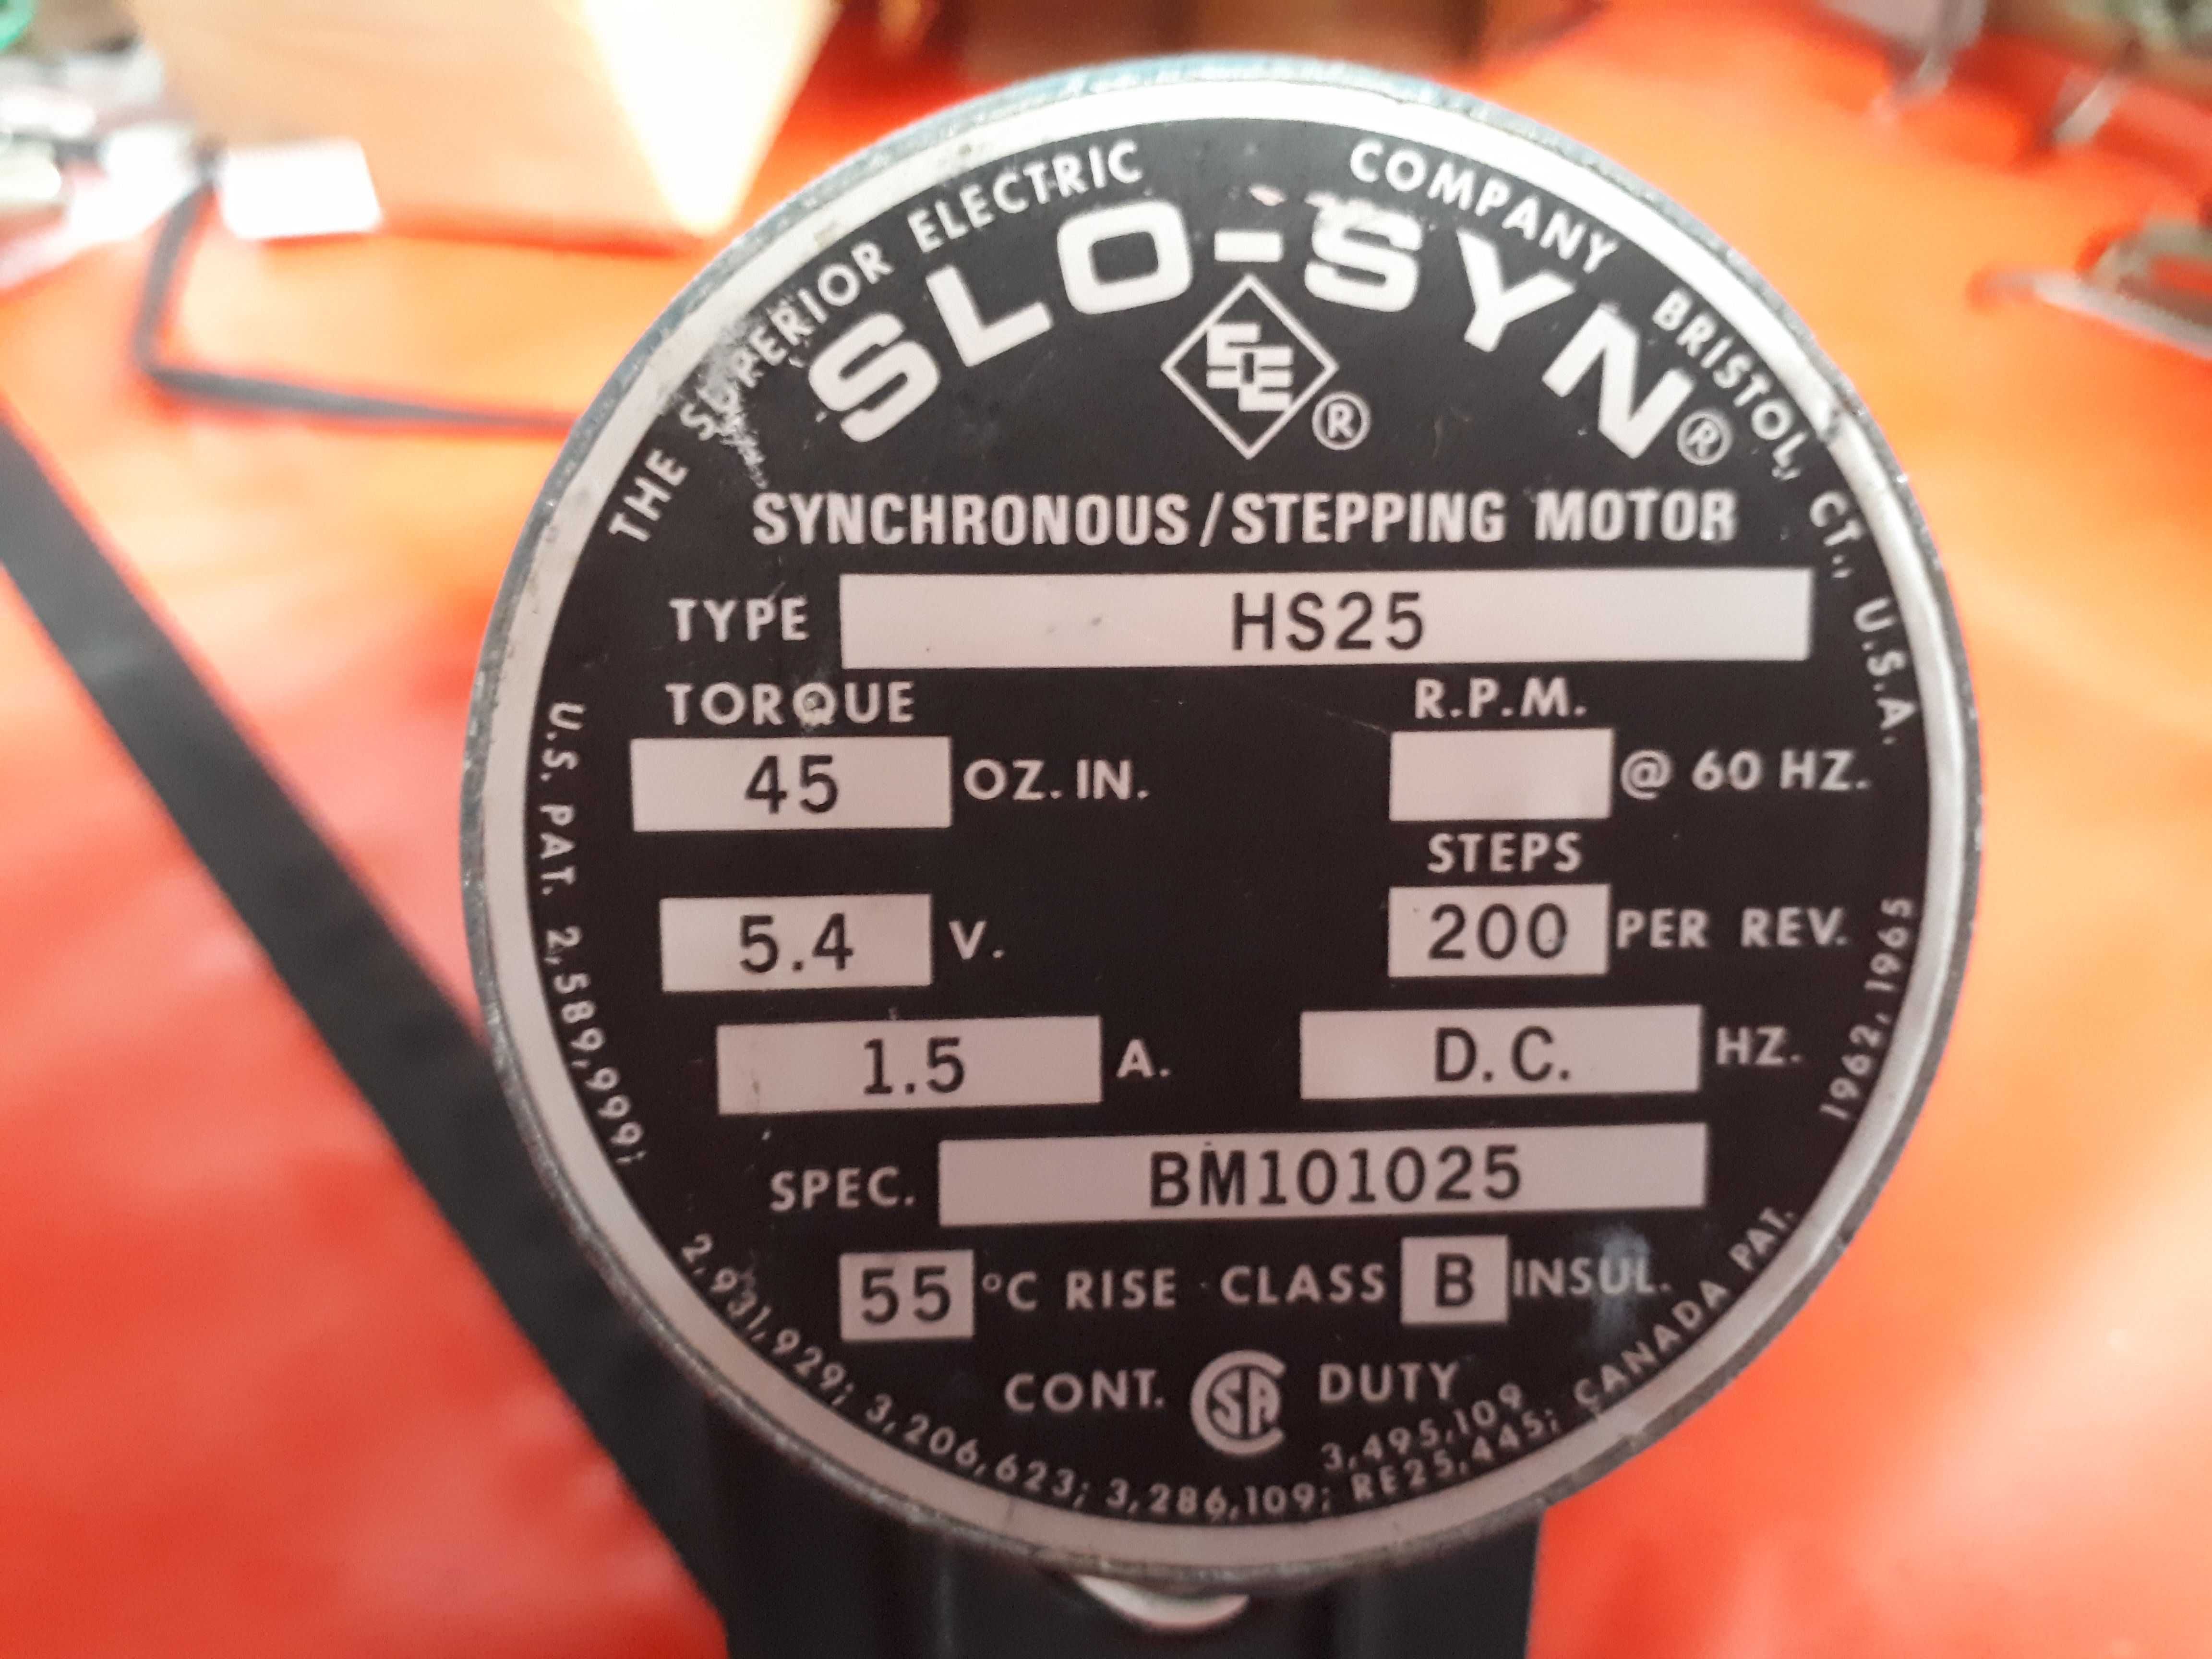 THE SUPERIOR ELECTRIC COMPANY BRISTOL, CT., U.S.A.
SLO-SYN®
SE®
SYNCHRONOUS/STEPPING MOTOR
TYPE HS25
TORQUE R.P.M.
45 OZ. IN. @ 60 HZ.
STEPS
5.4 V. 200 PER REV.
1.5 A. D.C. HZ.
SPEC. BM101025
55 °C RISE · CLASS B INSUL.
CONT. SA DUTY
3,495,109
U.S. PAT. 2,589,999; 2,931,929; 3,206,623; 3,286,109; RE25,445; CANADA PAT. 1962, 1965